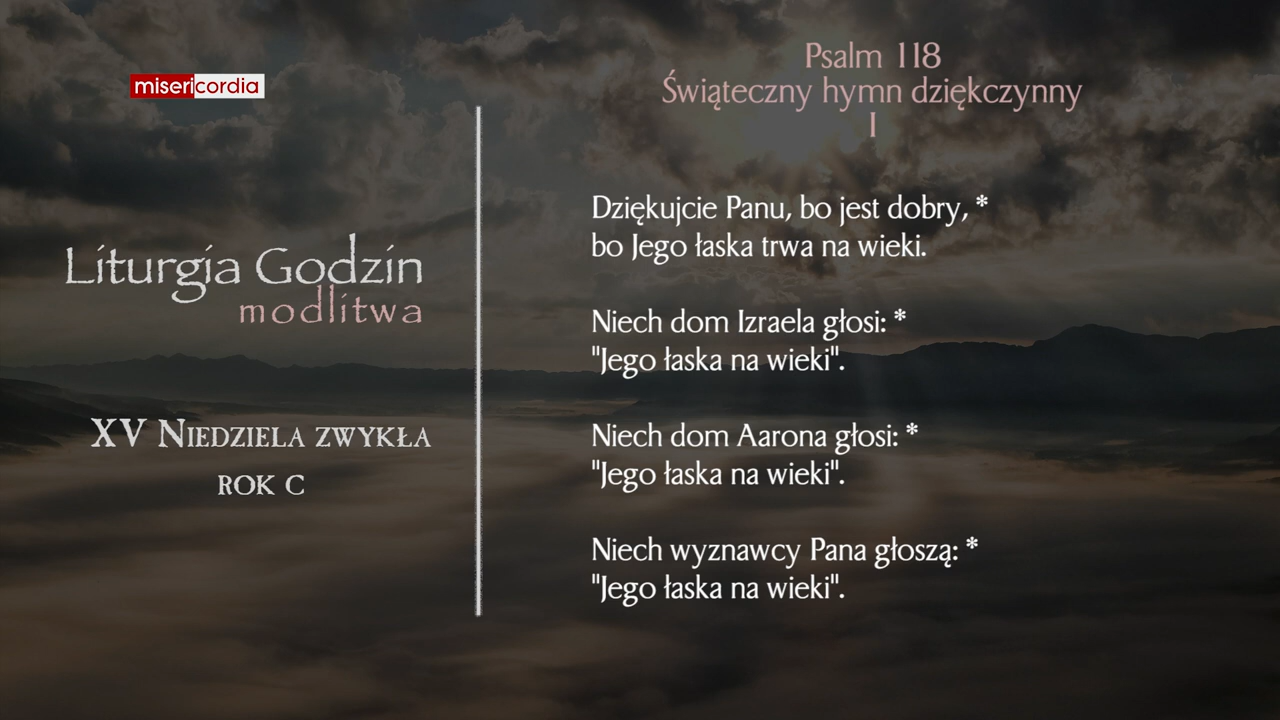 misericordia
Liturgia Godzin
modlitwa
XV Niedziela zwykła
rok C
Psalm 118
Świąteczny hymn dziękczynny
I
Dziękujcie Panu, bo jest dobry, *
bo Jego łaska trwa na wieki.
Niech dom Izraela głosi: *
"Jego łaska na wieki".
Niech dom Aarona głosi: *
"Jego łaska na wieki".
Niech wyznawcy Pana głoszą: *
"Jego łaska na wieki".